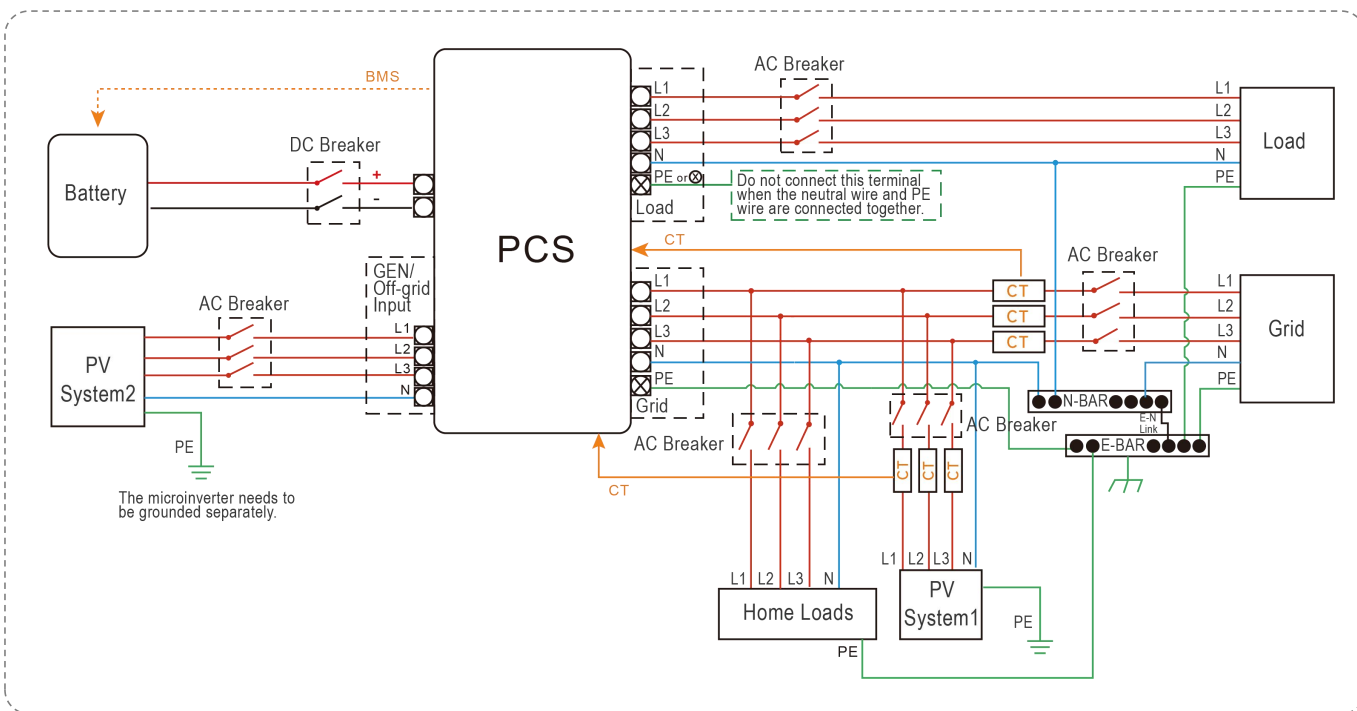 BMS
Battery
DC Breaker
+
-
PCS
GEN/
Off-grid
Input
L1
L2
L3
N
AC Breaker
PV
System2
PE
The microinverter needs to
be grounded separately.
L1
L2
L3
N
PE or
Load
AC Breaker
Do not connect this terminal
when the neutral wire and PE
wire are connected together.
L1
L2
L3
N
PE
Load
CT
L1
L2
L3
N
PE
Grid
CT
CT
CT
AC Breaker
L1
L2
L3
N
PE
Grid
N-BAR
E-N
Link
E-BAR
AC Breaker
AC Breaker
CT
CT
CT
CT
L1 L2 L3 N
Home Loads
PE
L1 L2 L3 N
PV
System1
PE